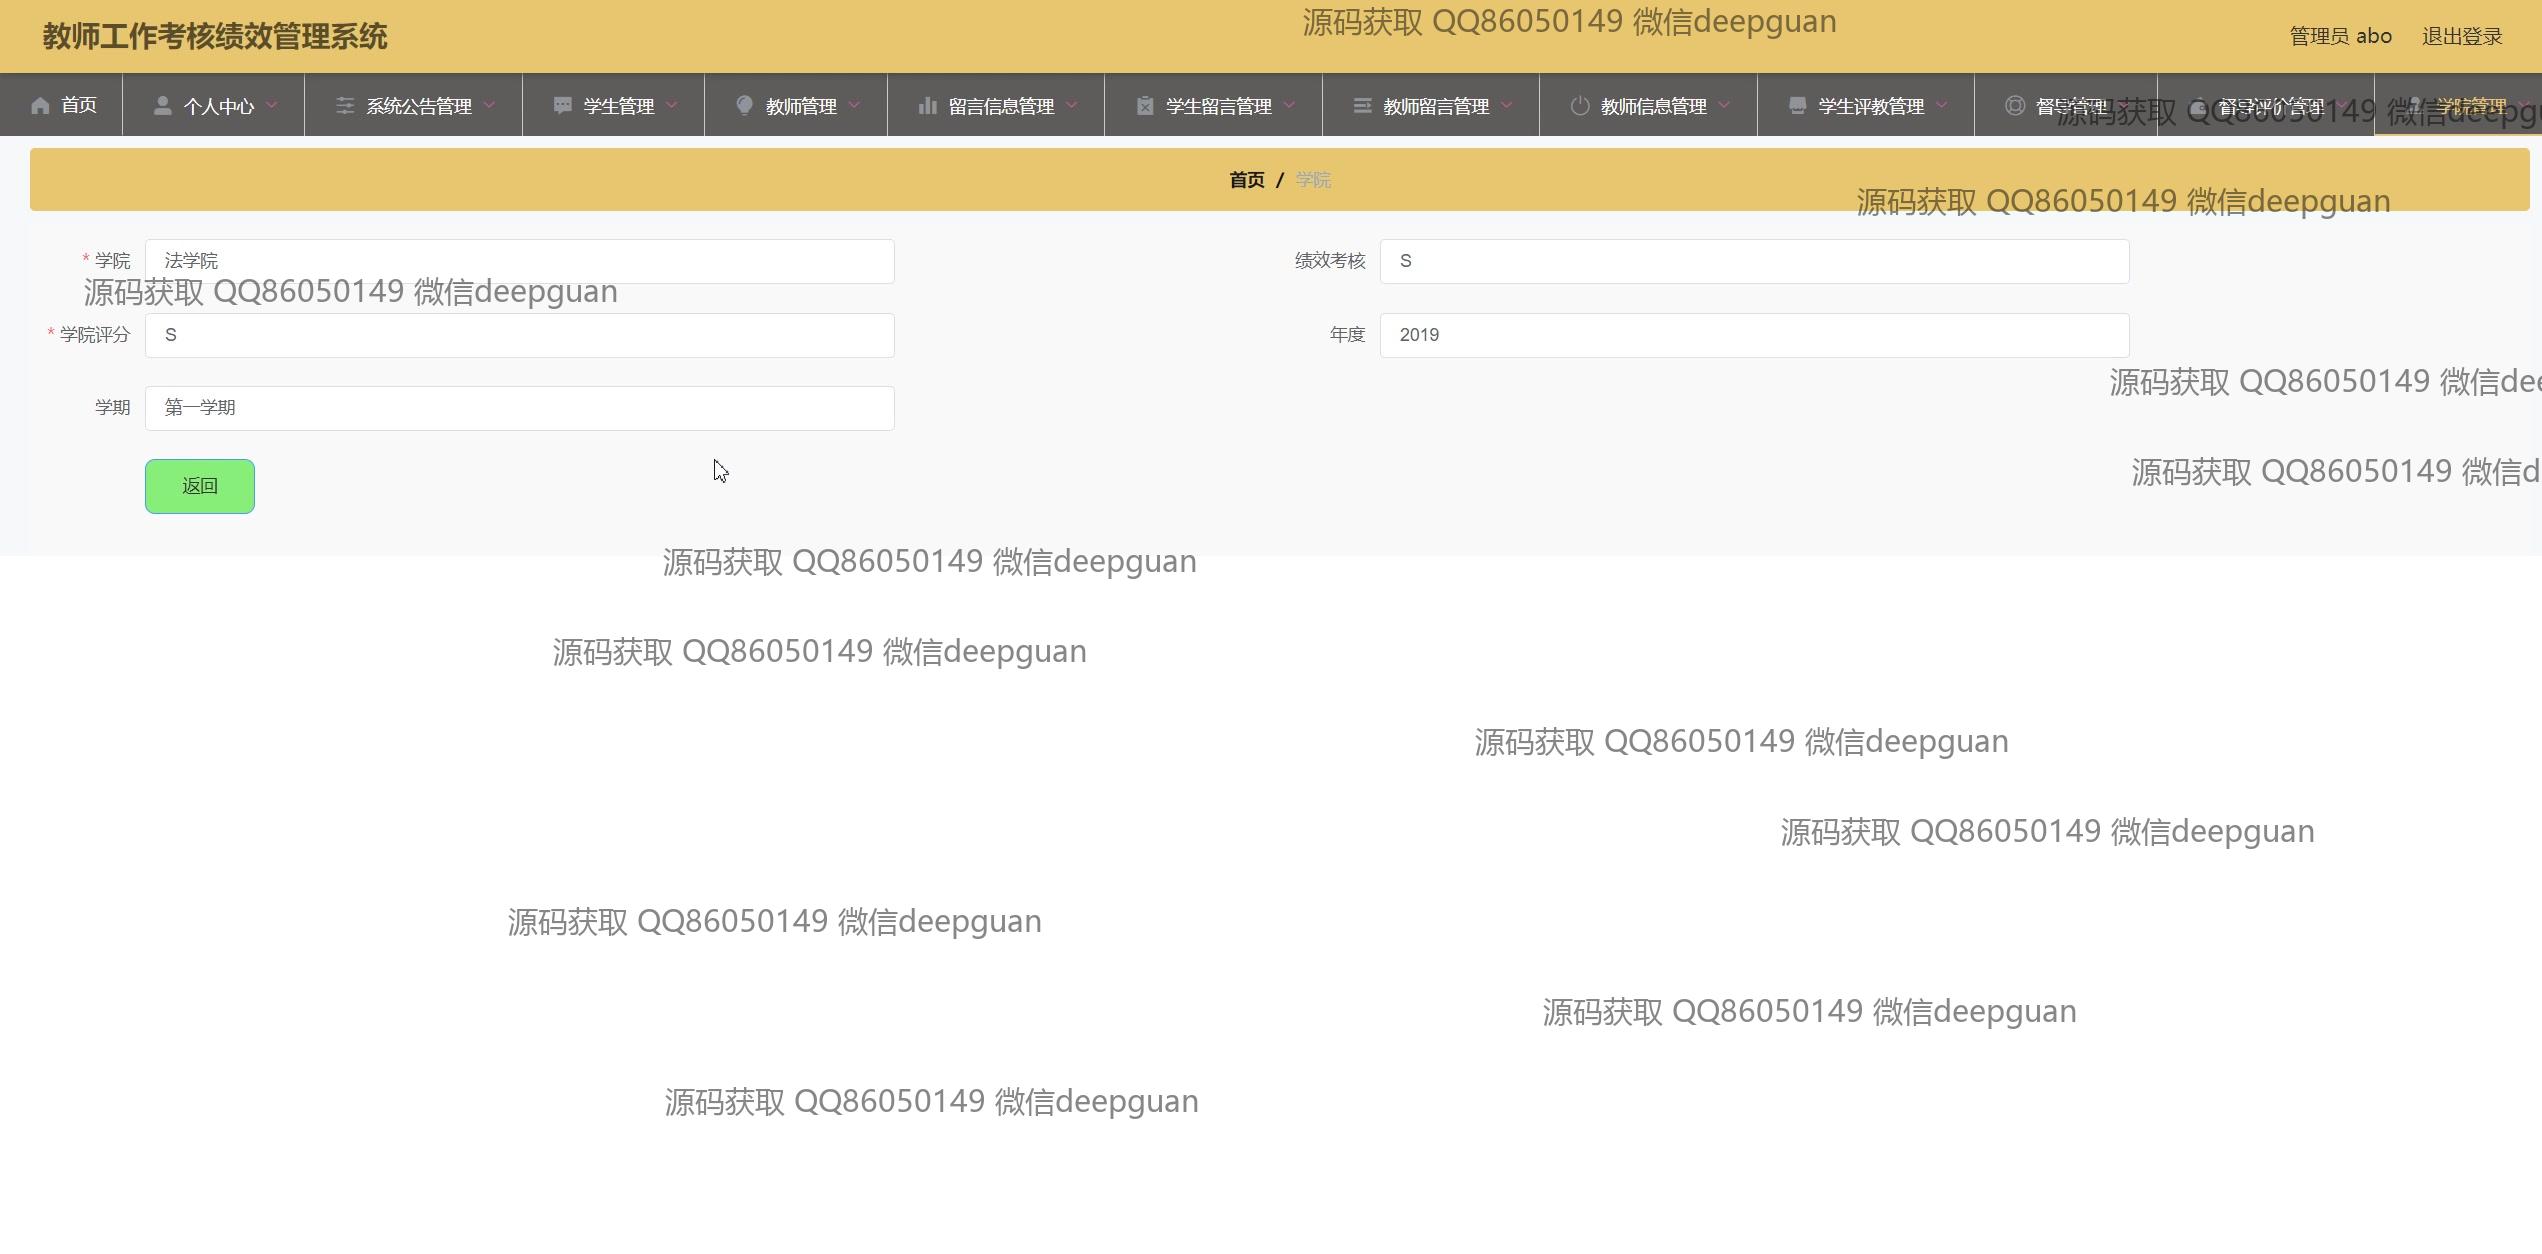 教师工作考核绩效管理系统
源码获取 QQ86050149 微信deepguan
管理员 abo
退出登录
首页
个人中心
系统公告管理
学生管理
教师管理
留言信息管理
学生留言管理
教师留言管理
教师信息管理
学生评教管理
督导管理
督导评价管理
学院管理
源码获取 QQ86050149 微信deepgu
首页 / 学院
源码获取 QQ86050149 微信deepguan
* 学院 法学院
绩效考核 S
源码获取 QQ86050149 微信deepguan
* 学院评分 S
年度 2019
源码获取 QQ86050149 微信dee
学期 第一学期
源码获取 QQ86050149 微信d
返回
源码获取 QQ86050149 微信deepguan
源码获取 QQ86050149 微信deepguan
源码获取 QQ86050149 微信deepguan
源码获取 QQ86050149 微信deepguan
源码获取 QQ86050149 微信deepguan
源码获取 QQ86050149 微信deepguan
源码获取 QQ86050149 微信deepguan